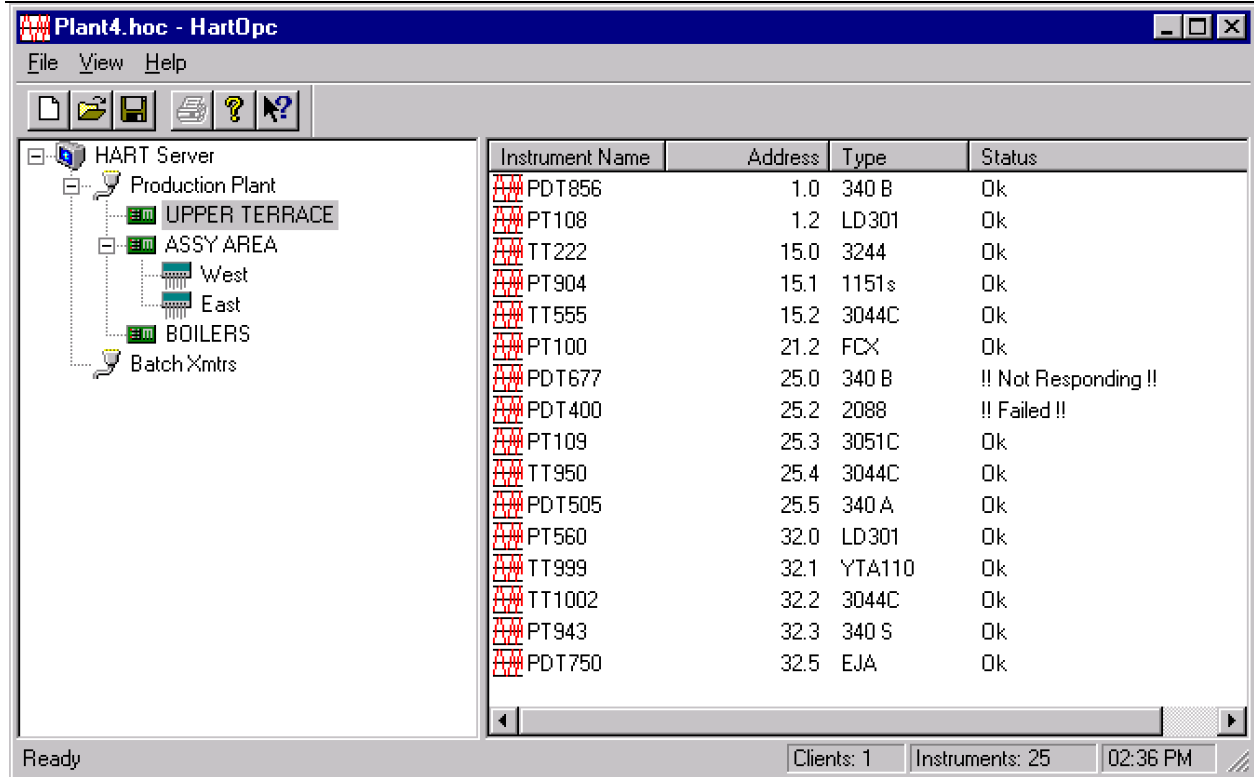 Plant4.hoc - HartOpc
File View Help
HART Server
Production Plant
UPPER TERRACE
ASSY AREA
West
East
BOILERS
Batch Xmtrs
Instrument Name Address Type Status
PDT856 1.0 340 B Ok
PT108 1.2 LD301 Ok
TT222 15.0 3244 Ok
PT904 15.1 1151s Ok
TT555 15.2 3044C Ok
PT100 21.2 FCX Ok
PDT677 25.0 340 B !! Not Responding !!
PDT400 25.2 2088 !! Failed !!
PT109 25.3 3051C Ok
TT950 25.4 3044C Ok
PDT505 25.5 340 A Ok
PT560 32.0 LD301 Ok
TT999 32.1 YTA110 Ok
TT1002 32.2 3044C Ok
PT943 32.3 340 S Ok
PDT750 32.5 EJA Ok
Ready Clients: 1 Instruments: 25 02:36 PM